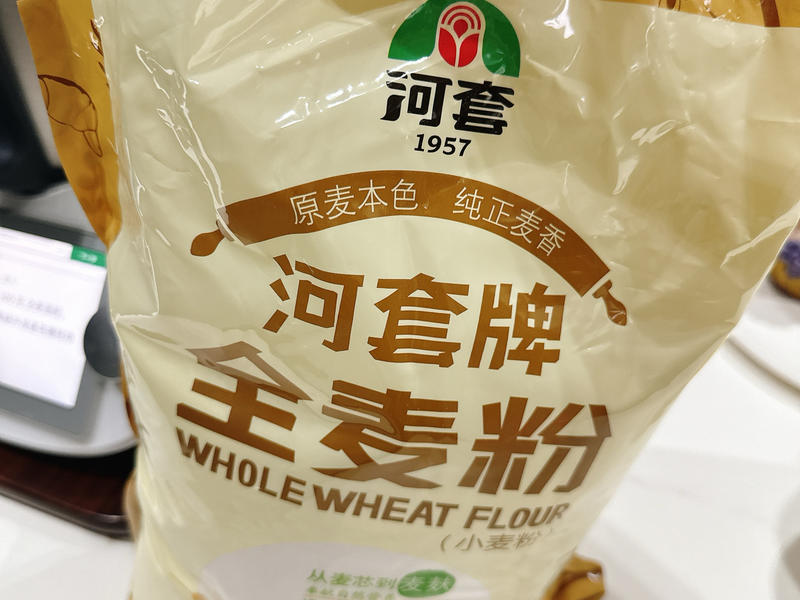 河套
1957
原麦本色 纯正麦香
河套牌
全麦粉
WHOLE WHEAT FLOUR
(小麦粉)
从麦芯到麦麸